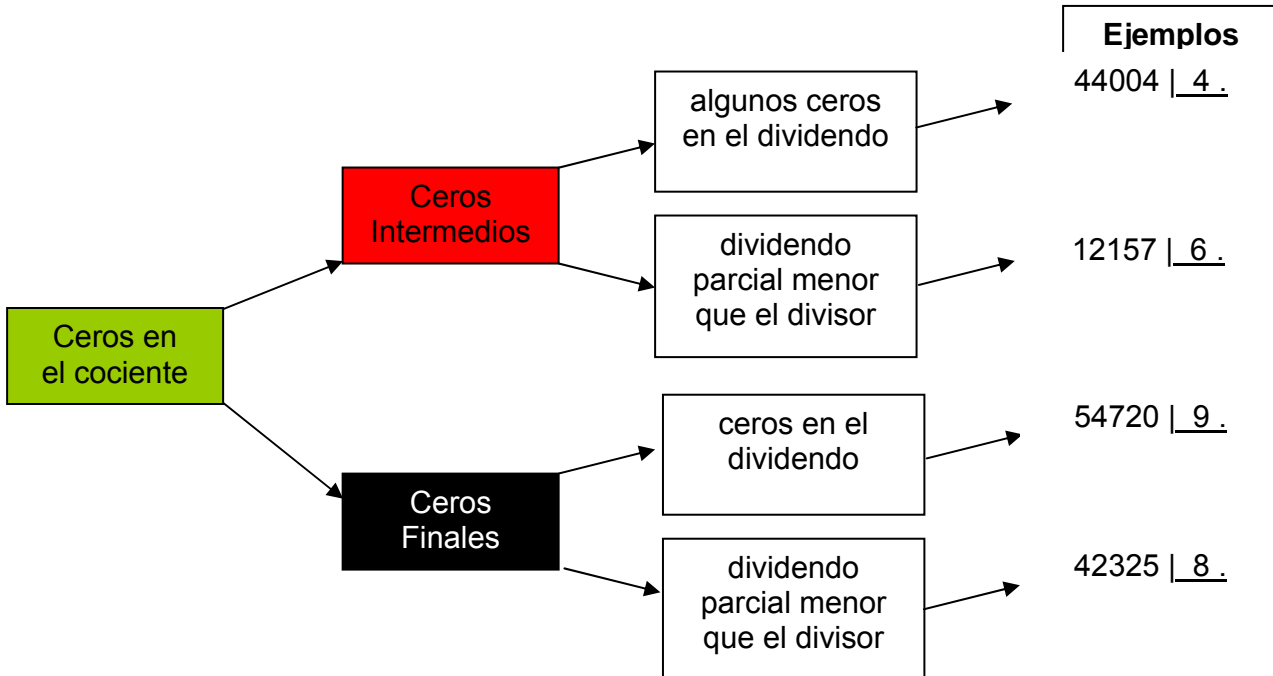 Ejemplos
algunos ceros
en el dividendo
44004 | 4 .
Ceros
Intermedios
dividendo
parcial menor
que el divisor
12157 | 6 .
Ceros en
el cociente
ceros en el
dividendo
54720 | 9 .
Ceros
Finales
dividendo
parcial menor
que el divisor
42325 | 8 .